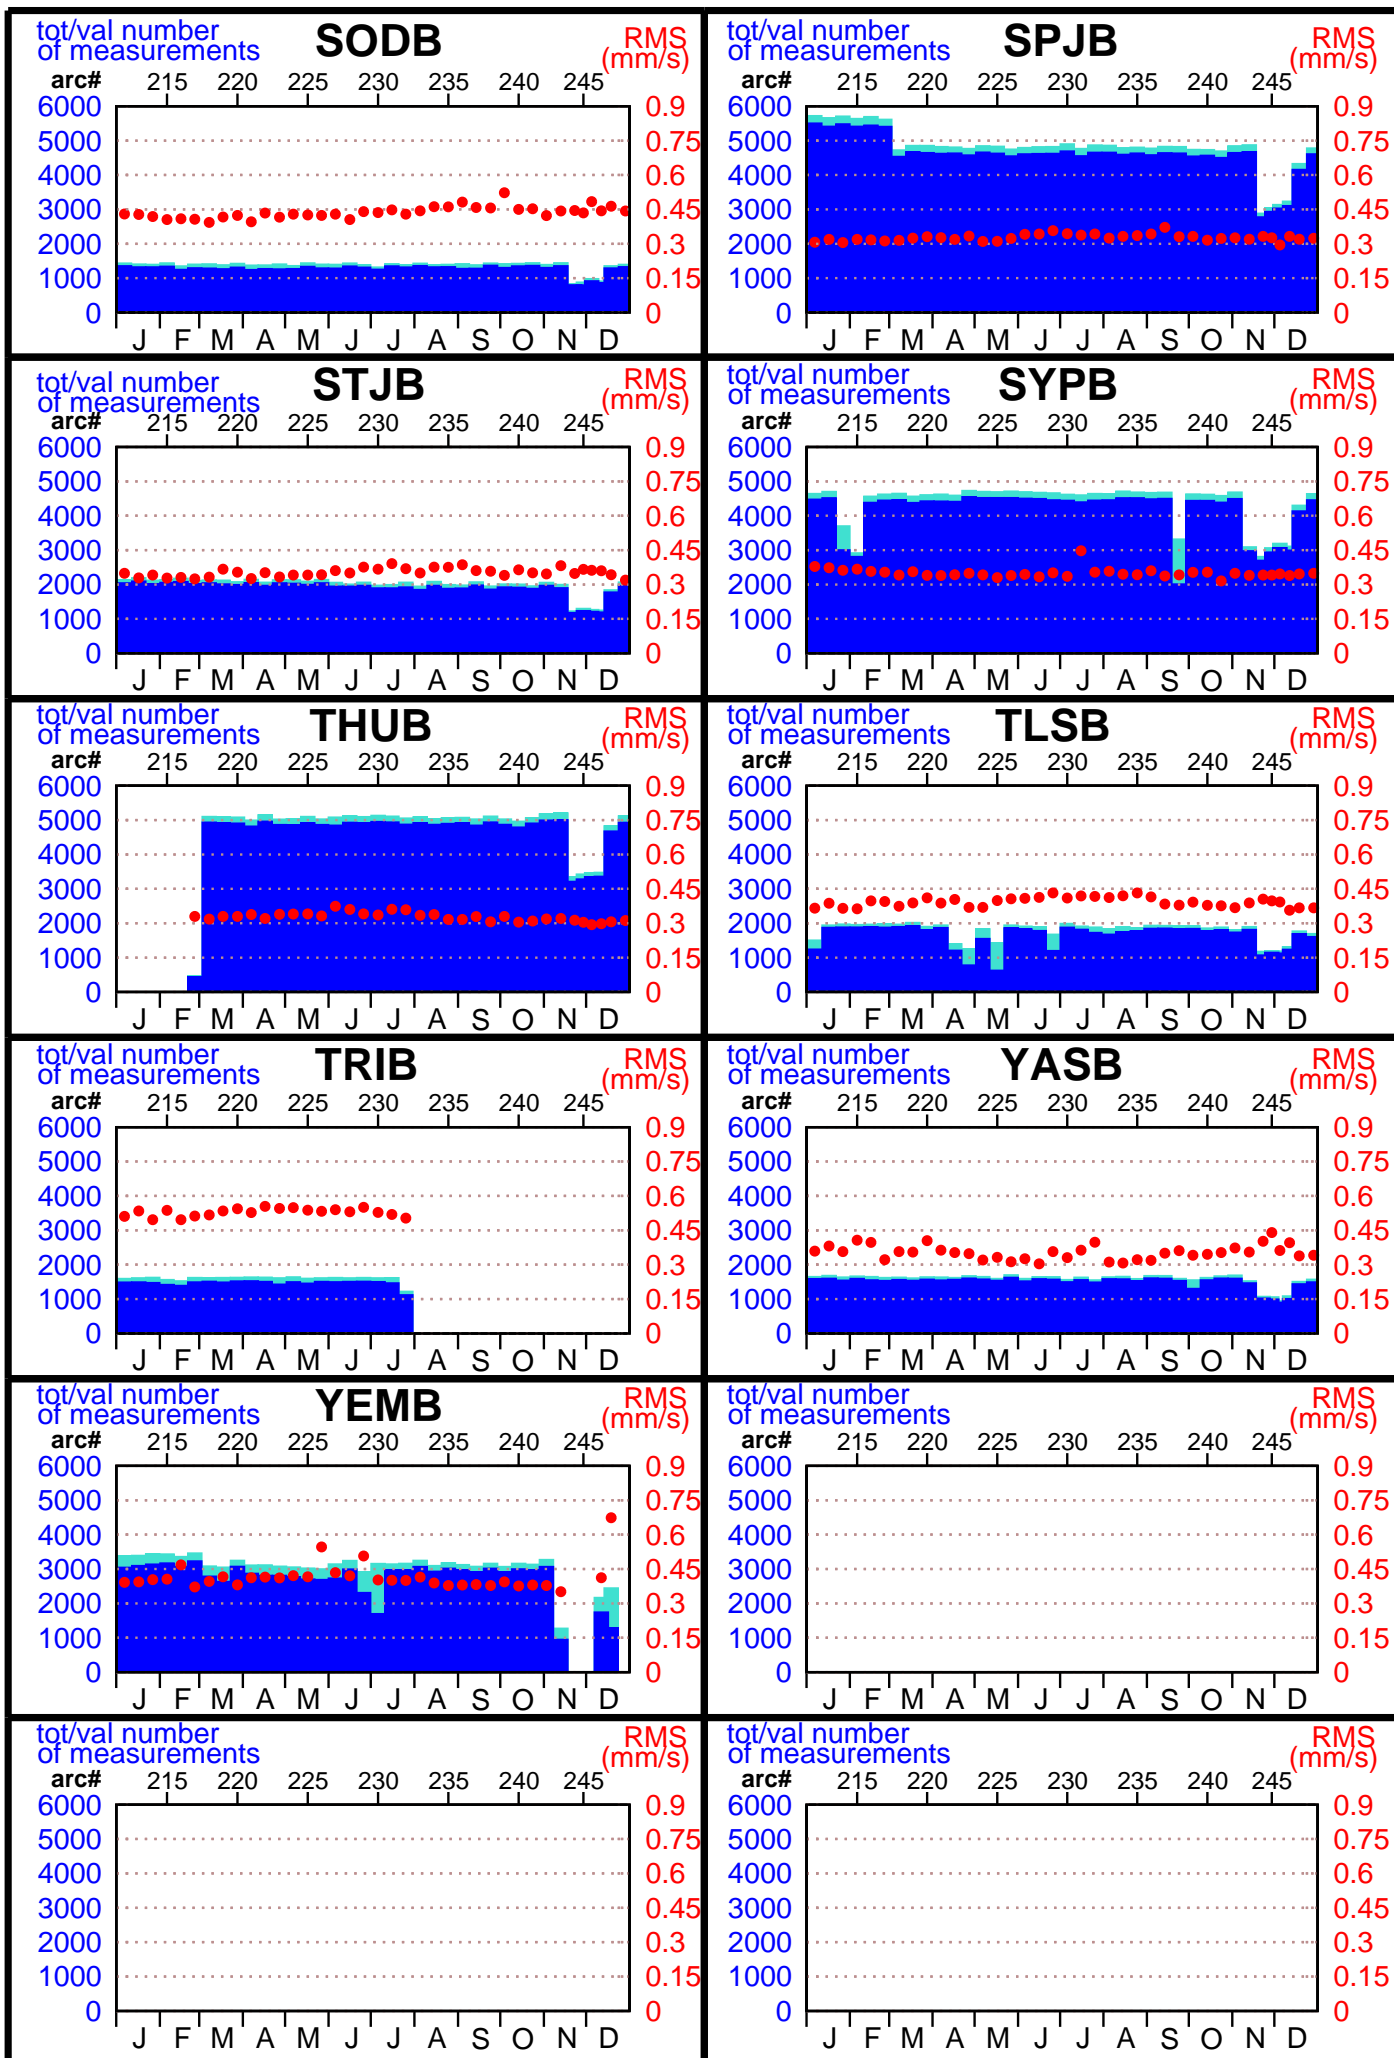 tot/val number
of measurements
SODB
RMS
(mm/s)
arc# 215 220 225 230 235 240 245
6000 0.9
5000 0.75
4000 0.6
3000 0.45
2000 0.3
1000 0.15
0 0
J F M A M J J A S O N D
tot/val number
of measurements
SPJB
RMS
(mm/s)
arc# 215 220 225 230 235 240 245
6000 0.9
5000 0.75
4000 0.6
3000 0.45
2000 0.3
1000 0.15
0 0
J F M A M J J A S O N D
tot/val number
of measurements
STJB
RMS
(mm/s)
arc# 215 220 225 230 235 240 245
6000 0.9
5000 0.75
4000 0.6
3000 0.45
2000 0.3
1000 0.15
0 0
J F M A M J J A S O N D
tot/val number
of measurements
SYPB
RMS
(mm/s)
arc# 215 220 225 230 235 240 245
6000 0.9
5000 0.75
4000 0.6
3000 0.45
2000 0.3
1000 0.15
0 0
J F M A M J J A S O N D
tot/val number
of measurements
THUB
RMS
(mm/s)
arc# 215 220 225 230 235 240 245
6000 0.9
5000 0.75
4000 0.6
3000 0.45
2000 0.3
1000 0.15
0 0
J F M A M J J A S O N D
tot/val number
of measurements
TLSB
RMS
(mm/s)
arc# 215 220 225 230 235 240 245
6000 0.9
5000 0.75
4000 0.6
3000 0.45
2000 0.3
1000 0.15
0 0
J F M A M J J A S O N D
tot/val number
of measurements
TRIB
RMS
(mm/s)
arc# 215 220 225 230 235 240 245
6000 0.9
5000 0.75
4000 0.6
3000 0.45
2000 0.3
1000 0.15
0 0
J F M A M J J A S O N D
tot/val number
of measurements
YASB
RMS
(mm/s)
arc# 215 220 225 230 235 240 245
6000 0.9
5000 0.75
4000 0.6
3000 0.45
2000 0.3
1000 0.15
0 0
J F M A M J J A S O N D
tot/val number
of measurements
YEMB
RMS
(mm/s)
arc# 215 220 225 230 235 240 245
6000 0.9
5000 0.75
4000 0.6
3000 0.45
2000 0.3
1000 0.15
0 0
J F M A M J J A S O N D
tot/val number
of measurements
RMS
(mm/s)
arc# 215 220 225 230 235 240 245
6000 0.9
5000 0.75
4000 0.6
3000 0.45
2000 0.3
1000 0.15
0 0
J F M A M J J A S O N D
tot/val number
of measurements
RMS
(mm/s)
arc# 215 220 225 230 235 240 245
6000 0.9
5000 0.75
4000 0.6
3000 0.45
2000 0.3
1000 0.15
0 0
J F M A M J J A S O N D
tot/val number
of measurements
RMS
(mm/s)
arc# 215 220 225 230 235 240 245
6000 0.9
5000 0.75
4000 0.6
3000 0.45
2000 0.3
1000 0.15
0 0
J F M A M J J A S O N D